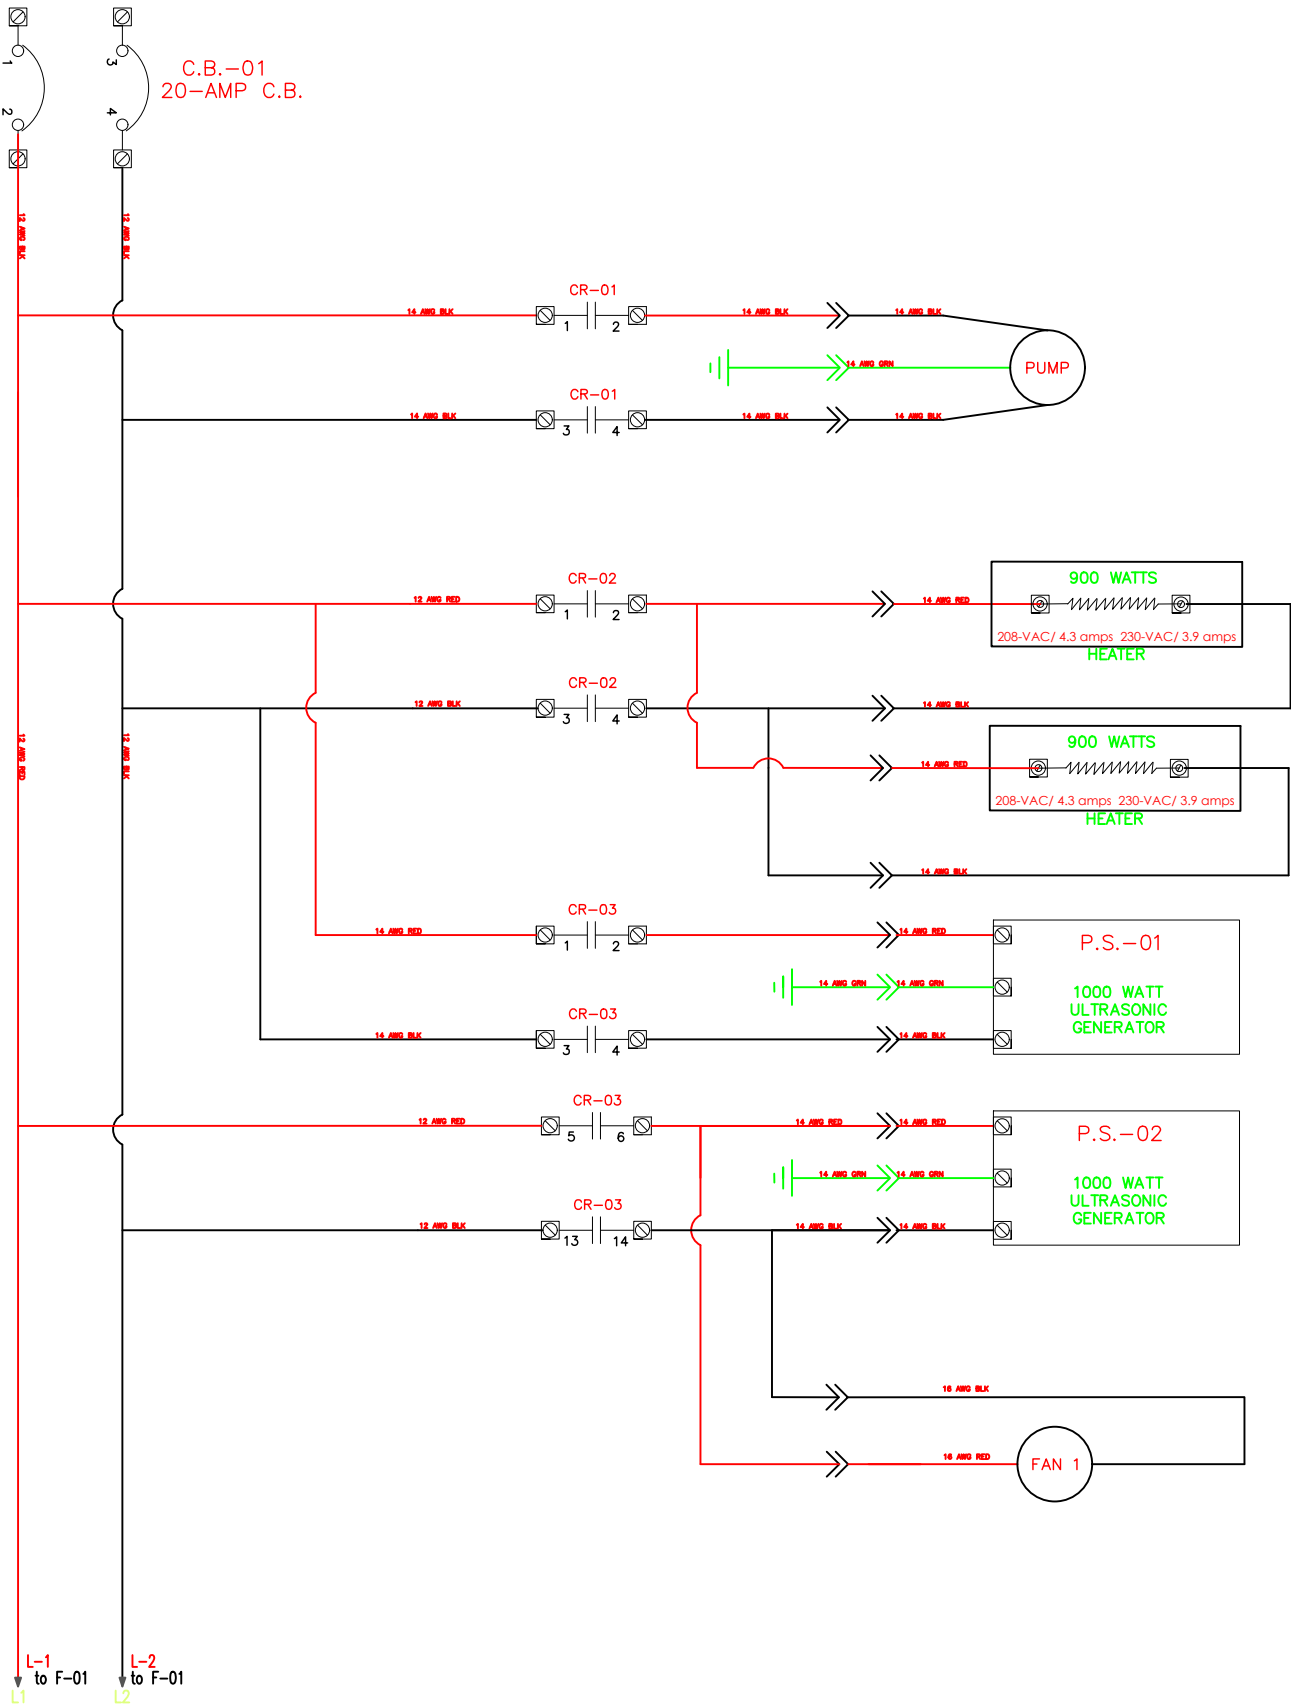 1
3
C.B.-01
20-AMP C.B.
2
4
12 AWG BLK
12 AWG BLK
CR-01
14 AWG BLK
1
2
14 AWG BLK
14 AWG BLK
14 AWG GRN
PUMP
CR-01
14 AWG BLK
3
4
14 AWG BLK
14 AWG BLK
CR-02
12 AWG RED
1
2
14 AWG RED
900 WATTS
208-VAC/ 4.3 amps 230-VAC/ 3.9 amps
HEATER
CR-02
12 AWG BLK
3
4
14 AWG BLK
12 AWG RED
12 AWG BLK
14 AWG RED
900 WATTS
208-VAC/ 4.3 amps 230-VAC/ 3.9 amps
HEATER
14 AWG BLK
CR-03
14 AWG RED
1
2
14 AWG RED
P.S.-01
14 AWG GRN
14 AWG GRN
1000 WATT
ULTRASONIC
GENERATOR
CR-03
14 AWG BLK
3
4
14 AWG BLK
CR-03
12 AWG RED
5
6
14 AWG RED
14 AWG RED
P.S.-02
14 AWG GRN
14 AWG GRN
1000 WATT
ULTRASONIC
GENERATOR
CR-03
12 AWG BLK
13
14
14 AWG BLK
14 AWG BLK
16 AWG BLK
16 AWG RED
FAN 1
L-1
to F-01
L1
L-2
to F-01
L2